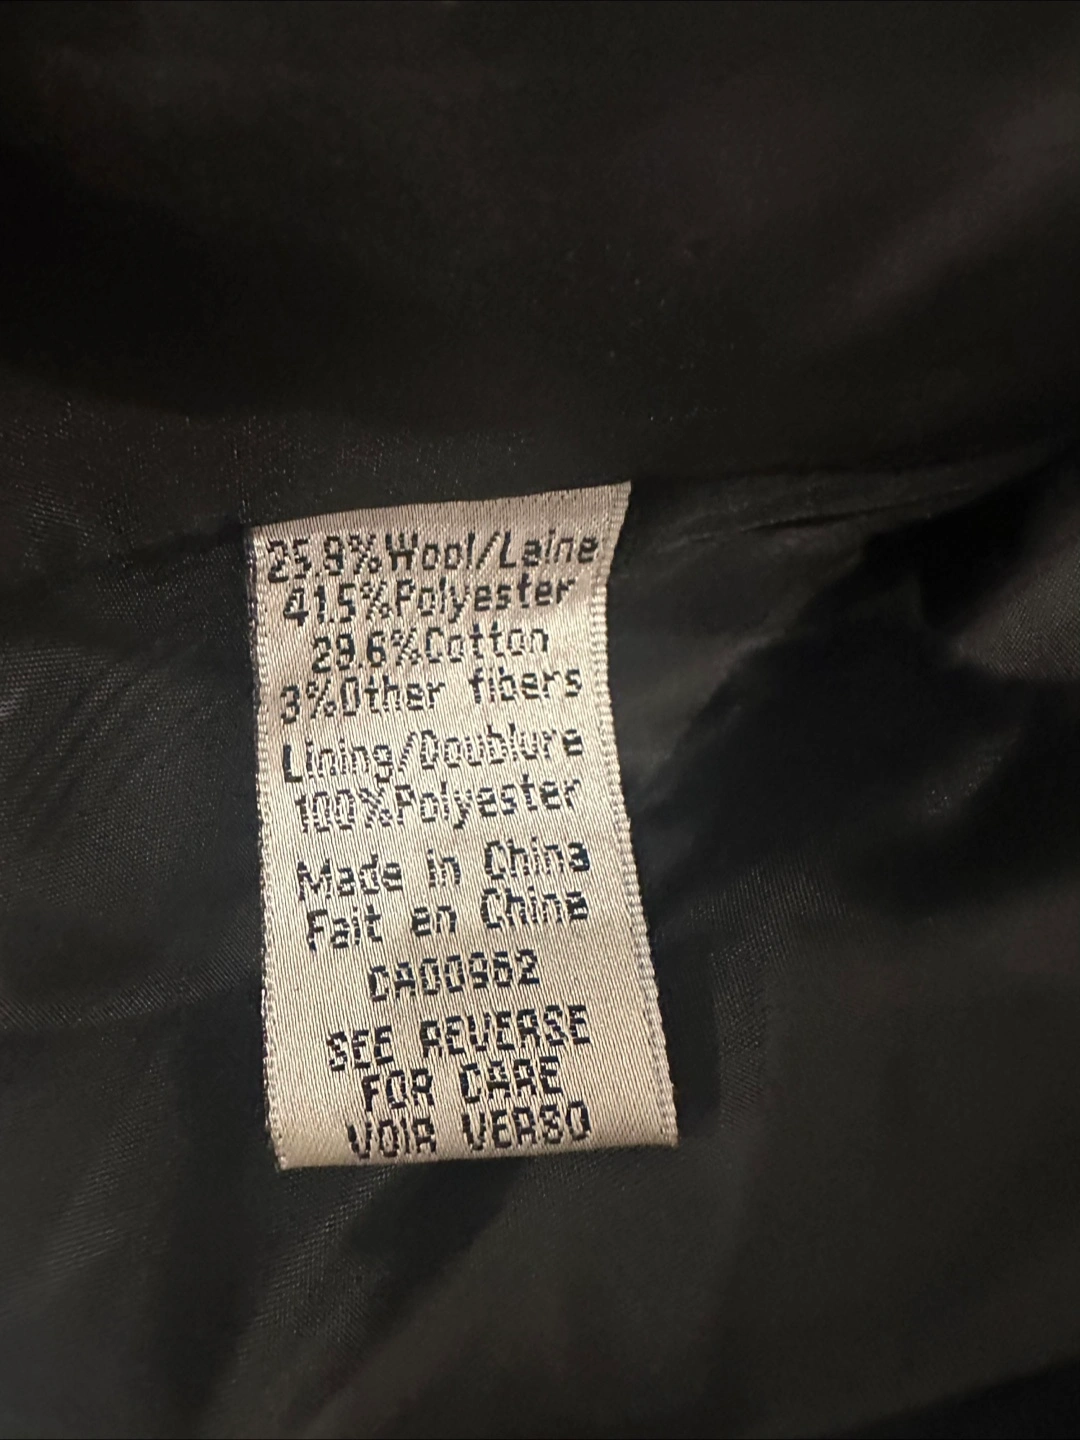 25.9%Wool/Laine
41.5%Polyester
29.6%Cotton
3%Other fibers
Lining/Doublure
100%Polyester
Made in China
Fait en China
CA00952
SEE REVERSE
FOR CARE
VOIR VERSO